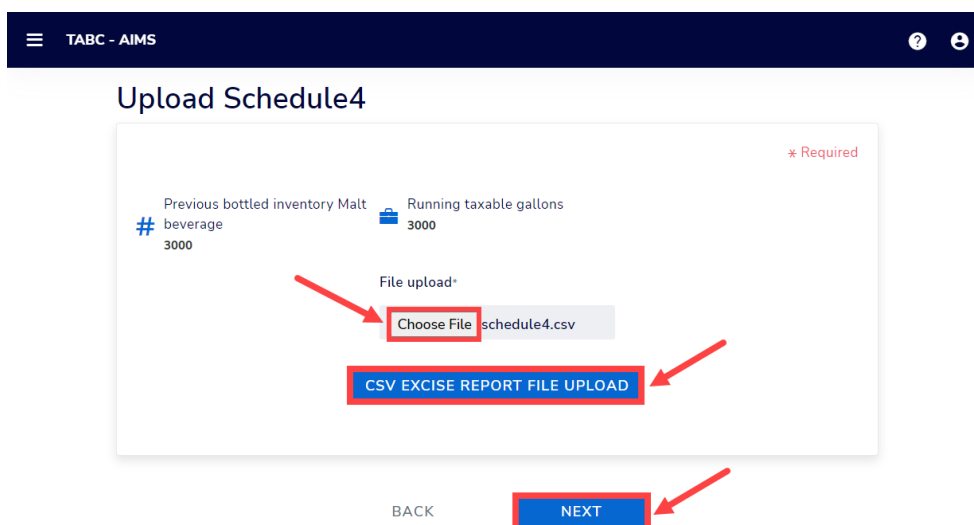 TABC - AIMS
Upload Schedule4
* Required
Previous bottled inventory Malt
beverage
3000
Running taxable gallons
3000
File upload*
Choose File schedule4.csv
CSV EXCISE REPORT FILE UPLOAD
BACK NEXT